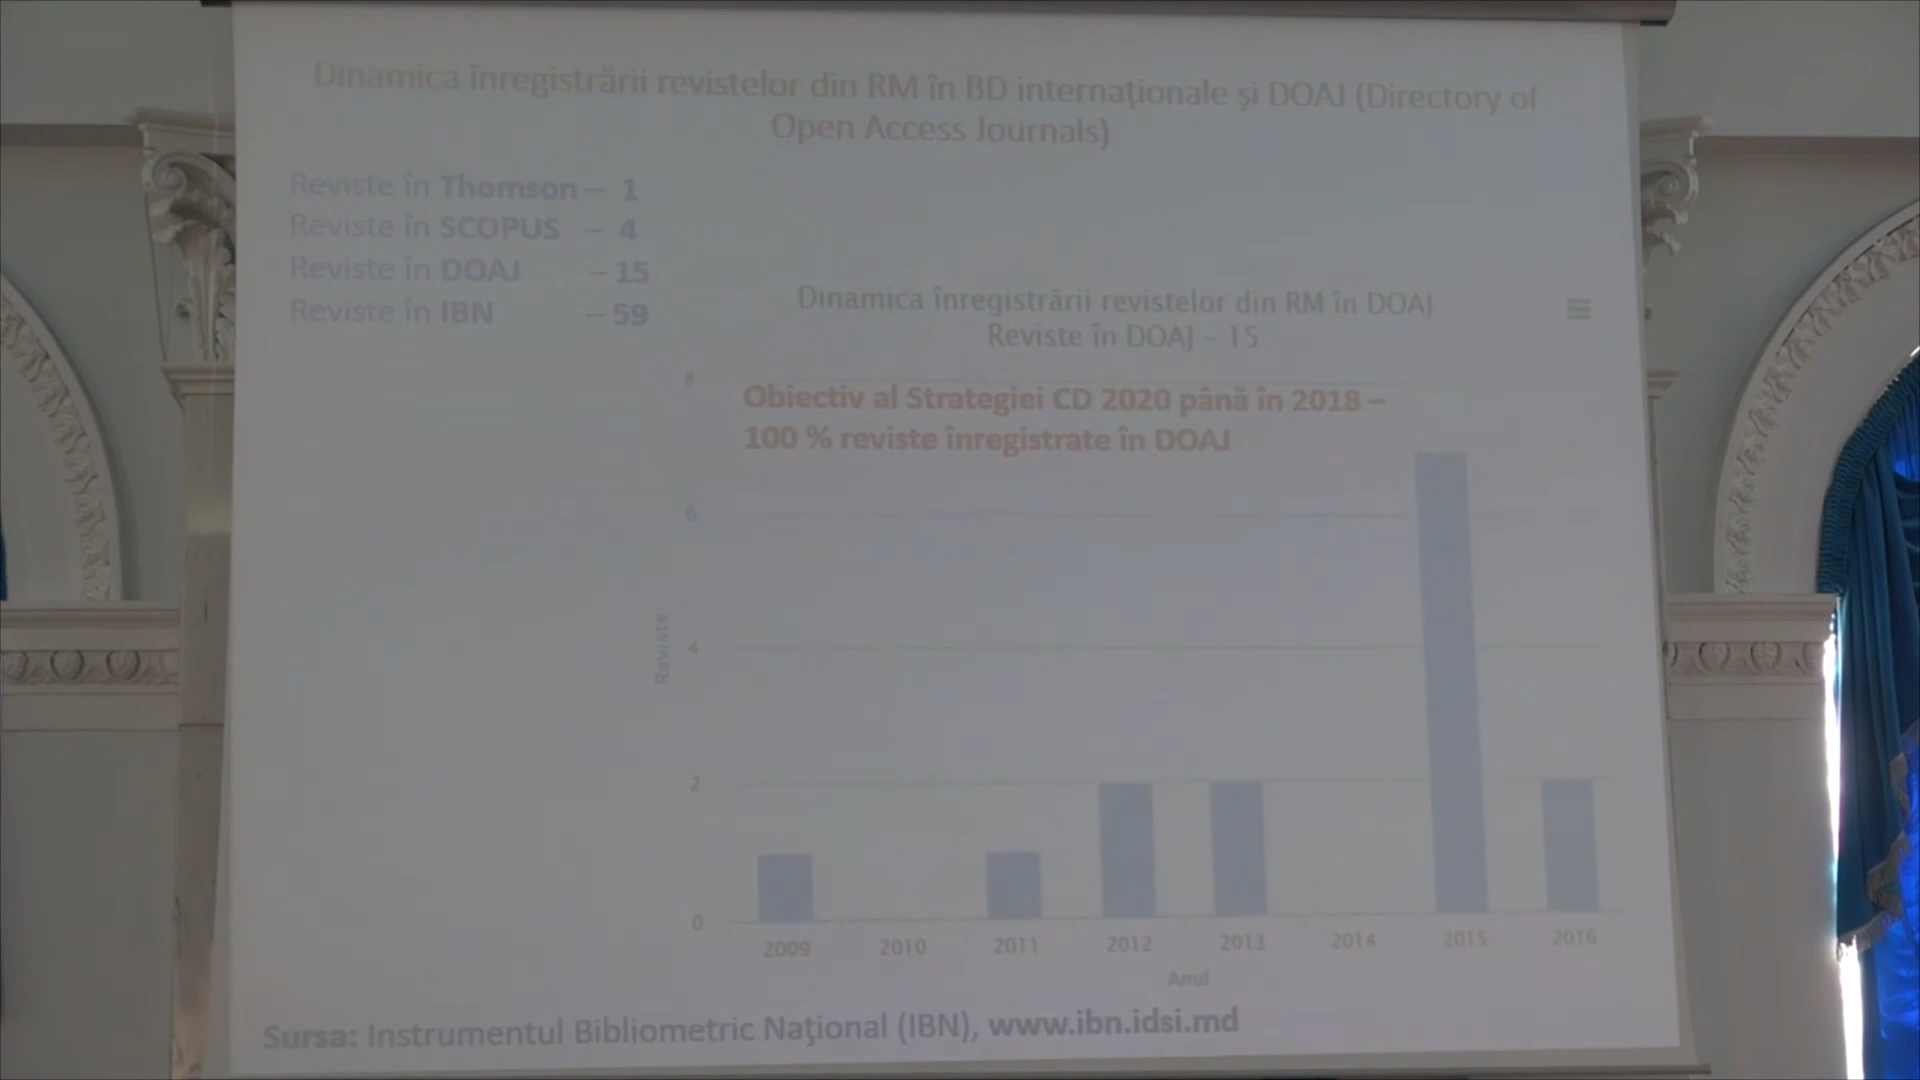 Dinamica înregistrării revistelor din RM în BD internaţionale şi DOAJ (Directory of
Open Access Journals)
Reviste în Thomson – 1
Reviste în SCOPUS – 4
Reviste în DOAJ – 15
Reviste în IBN – 59
Dinamica înregistrării revistelor din RM în DOAJ
Reviste în DOAJ - 15
Obiectiv al Strategiei CD 2020 până în 2018 –
100 % reviste înregistrate în DOAJ
8
6
4
2
0
Reviste
2009 2010 2011 2012 2013 2014 2015 2016
Anul
Sursa: Instrumentul Bibliometric Naţional (IBN), www.ibn.idsi.md